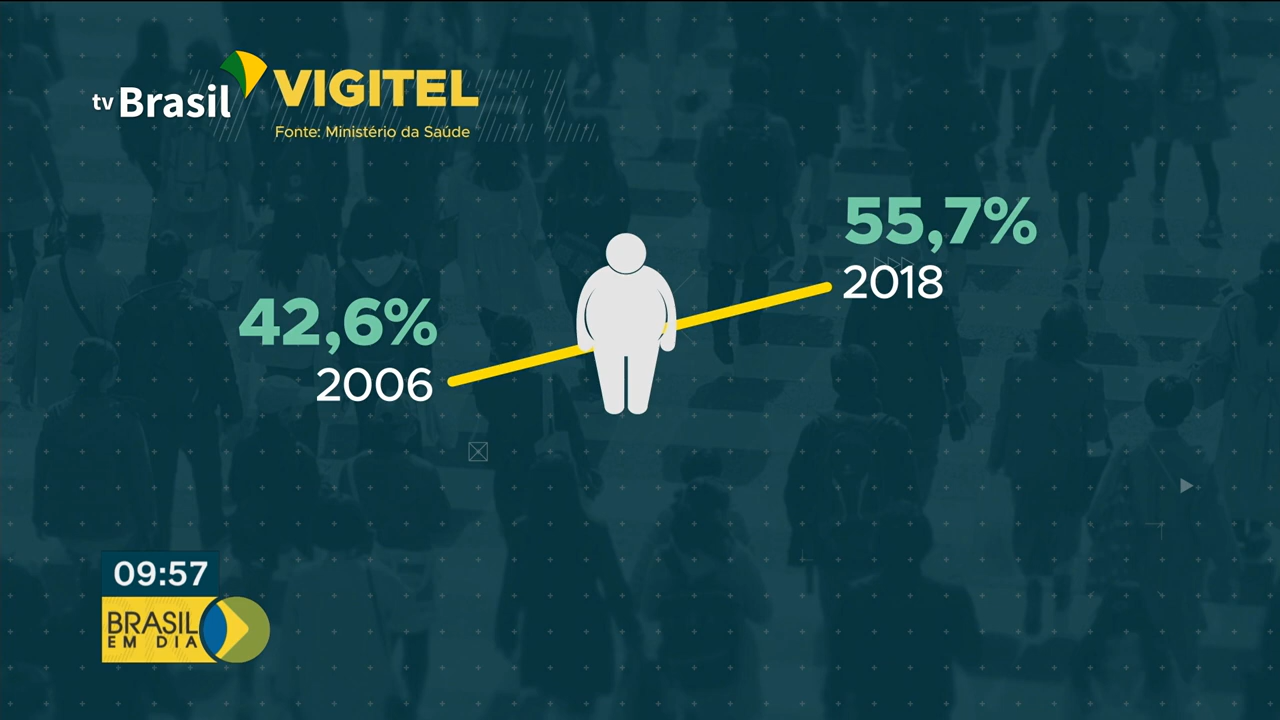 tv Brasil
VIGITEL
Fonte: Ministério da Saúde
55,7%
2018
42,6%
2006
09:57
BRASIL
EM DIA